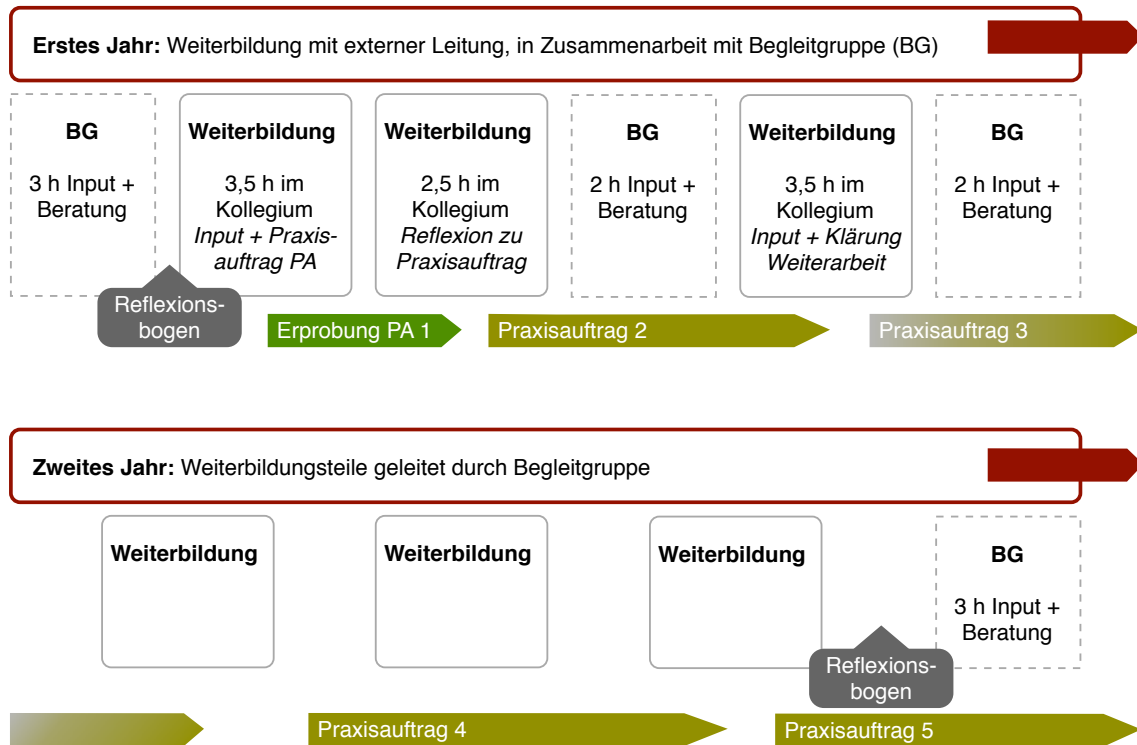 Erstes Jahr: Weiterbildung mit externer Leitung, in Zusammenarbeit mit Begleitgruppe (BG)
BG
3 h Input +
Beratung
Weiterbildung
3,5 h im
Kollegium
Input + Praxis-
auftrag PA
Weiterbildung
2,5 h im
Kollegium
Reflexion zu
Praxisauftrag
BG
2 h Input +
Beratung
Weiterbildung
3,5 h im
Kollegium
Input + Klärung
Weiterarbeit
BG
2 h Input +
Beratung
Reflexions-
bogen
Erprobung PA 1
Praxisauftrag 2
Praxisauftrag 3
Zweites Jahr: Weiterbildungsteile geleitet durch Begleitgruppe
Weiterbildung
Weiterbildung
Weiterbildung
BG
3 h Input +
Beratung
Reflexions-
bogen
Praxisauftrag 4
Praxisauftrag 5